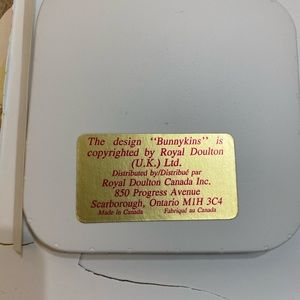 The design "Bunnykins" is
copyrighted by Royal Doulton
(U.K.) Ltd.
Distributed by/Distribué par
Royal Doulton Canada Inc.
850 Progress Avenue
Scarborough, Ontario M1H 3C4
Made in Canada Fabriqué au Canada